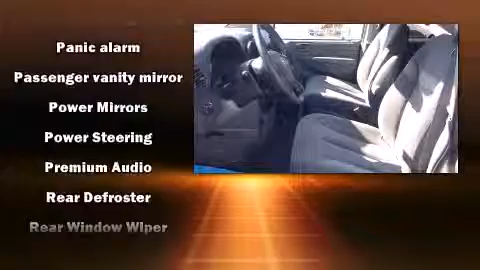 Panic alarm
Passenger vanity mirror
Power Mirrors
Power Steering
Premium Audio
Rear Defroster
Rear Window Wiper